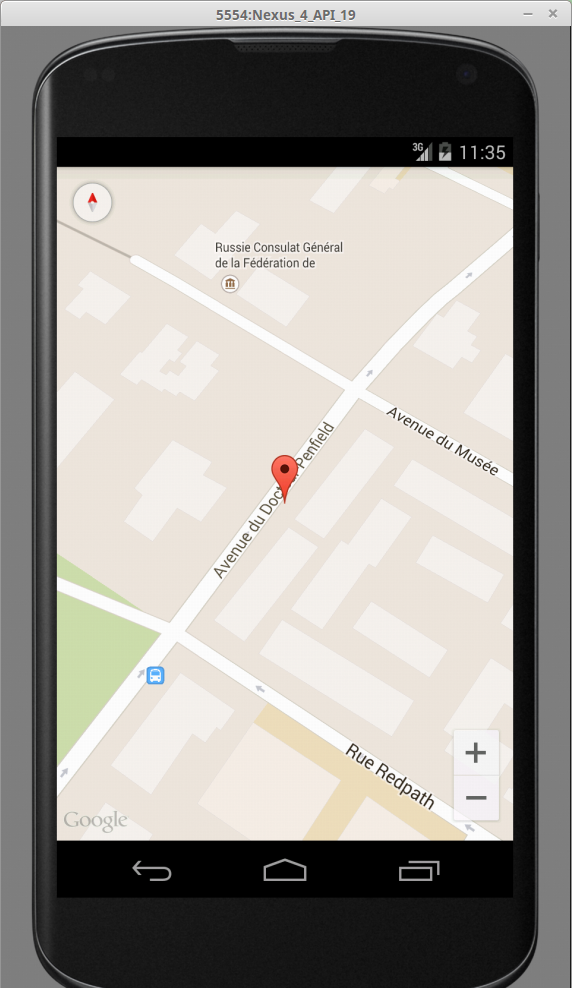 5554:Nexus_4_API_19
3G 11:35
Russie Consulat Général
de la Fédération de
Avenue du Musée
Avenue du Doc Penfield
Rue Redpath
Google